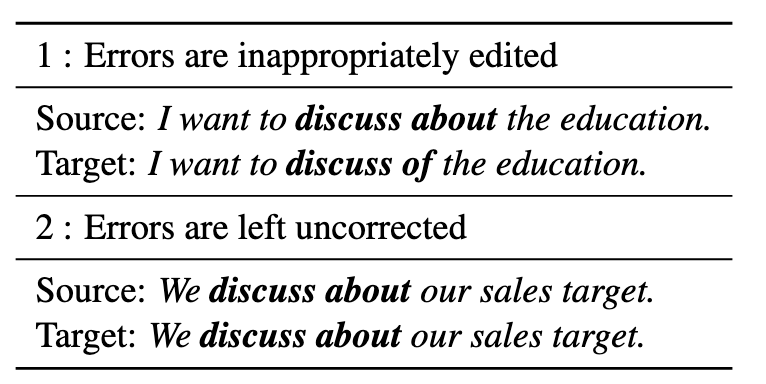 1 : Errors are inappropriately edited
Source: I want to discuss about the education.
Target: I want to discuss of the education.
2 : Errors are left uncorrected
Source: We discuss about our sales target.
Target: We discuss about our sales target.